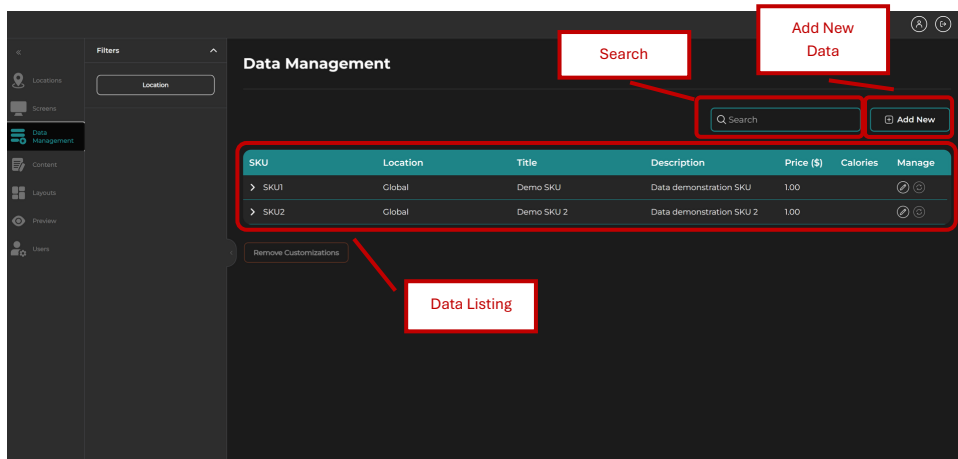 Add New
Data
Search
«
Filters
Data Management
Locations
Location
Screens
Search
Add New
Data
Management
Content
SKU Location Title Description Price ($) Calories Manage
SKU1 Global Demo SKU Data demonstration SKU 1.00
Layouts
SKU2 Global Demo SKU 2 Data demonstration SKU 2 1.00
Preview
Users
Remove Customizations
Data Listing